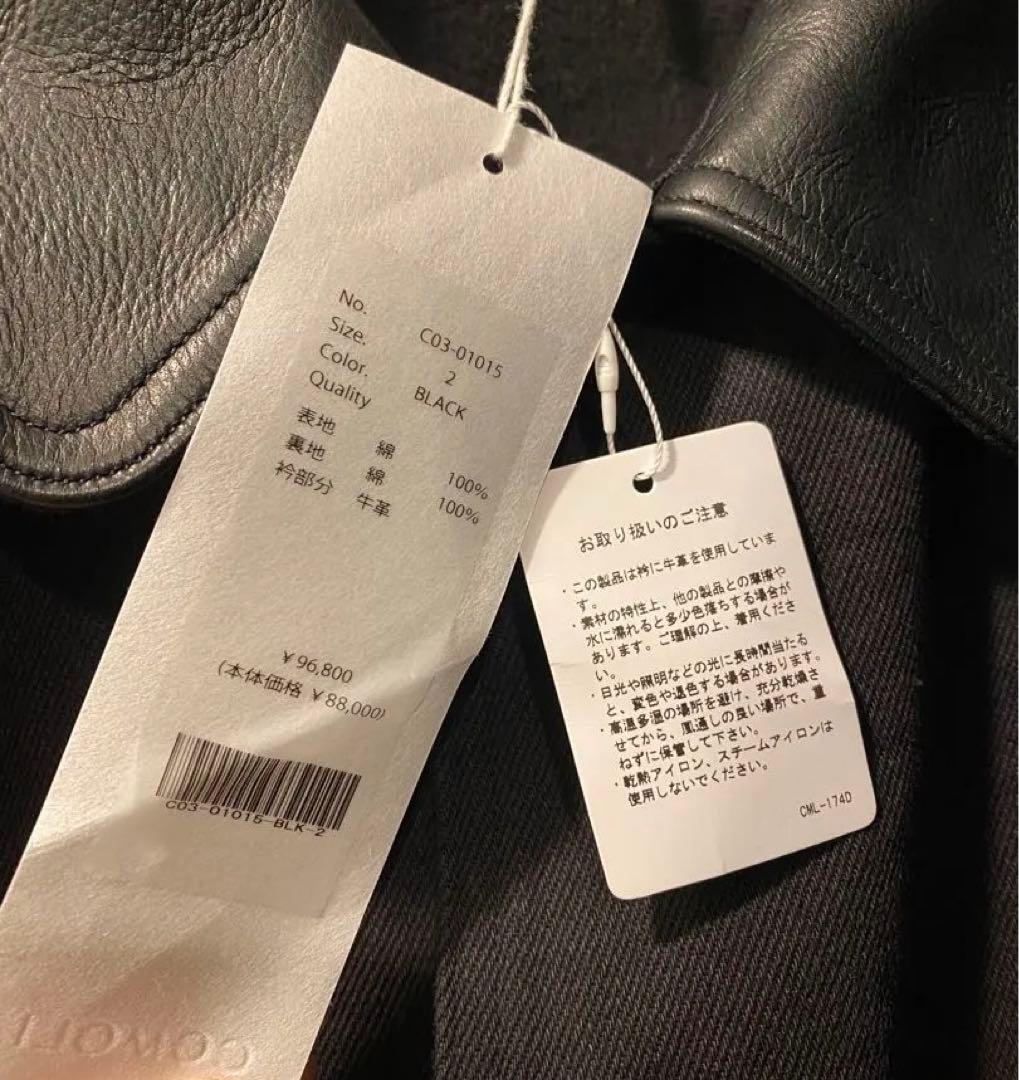 No. C03-01015
Size. 2
Color. BLACK
Quality
表地 綿 100%
裏地 綿 100%
衿部分 牛革
¥96,800
(本体価格 ¥88,000)
C03-01015-BLK-2
COMOLI
お取り扱いのご注意
・この製品は衿に牛革を使用していま
す。
・素材の特性上、他の製品との摩擦や
水に濡れると多少色落ちする場合が
あります。ご理解の上、着用くださ
い。
・日光や照明などの光に長時間当たる
と、変色や退色する場合があります。
・高温多湿の場所を避け、充分乾燥さ
せてから、風通しの良い場所で、重
ねずに保管して下さい。
・乾熱アイロン、スチームアイロンは
使用しないでください。
CML-174D